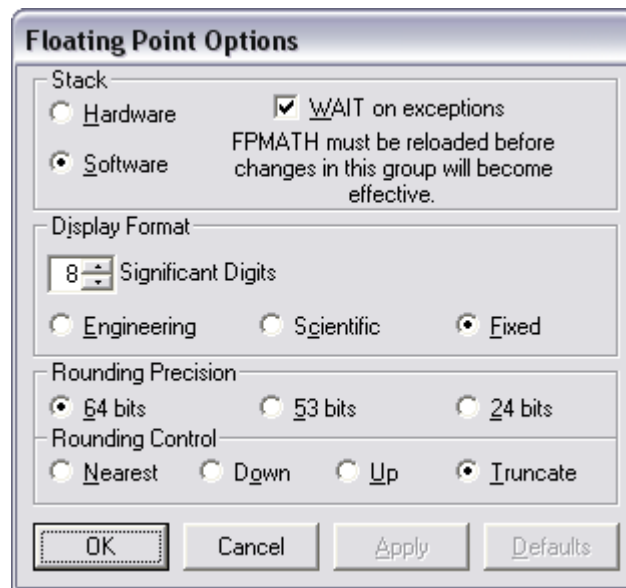 Floating Point Options
Stack
Hardware
WAIT on exceptions
Software
FPMATH must be reloaded before
changes in this group will become
effective.
Display Format
8 Significant Digits
Engineering Scientific Fixed
Rounding Precision
64 bits 53 bits 24 bits
Rounding Control
Nearest Down Up Truncate
OK Cancel Apply Defaults